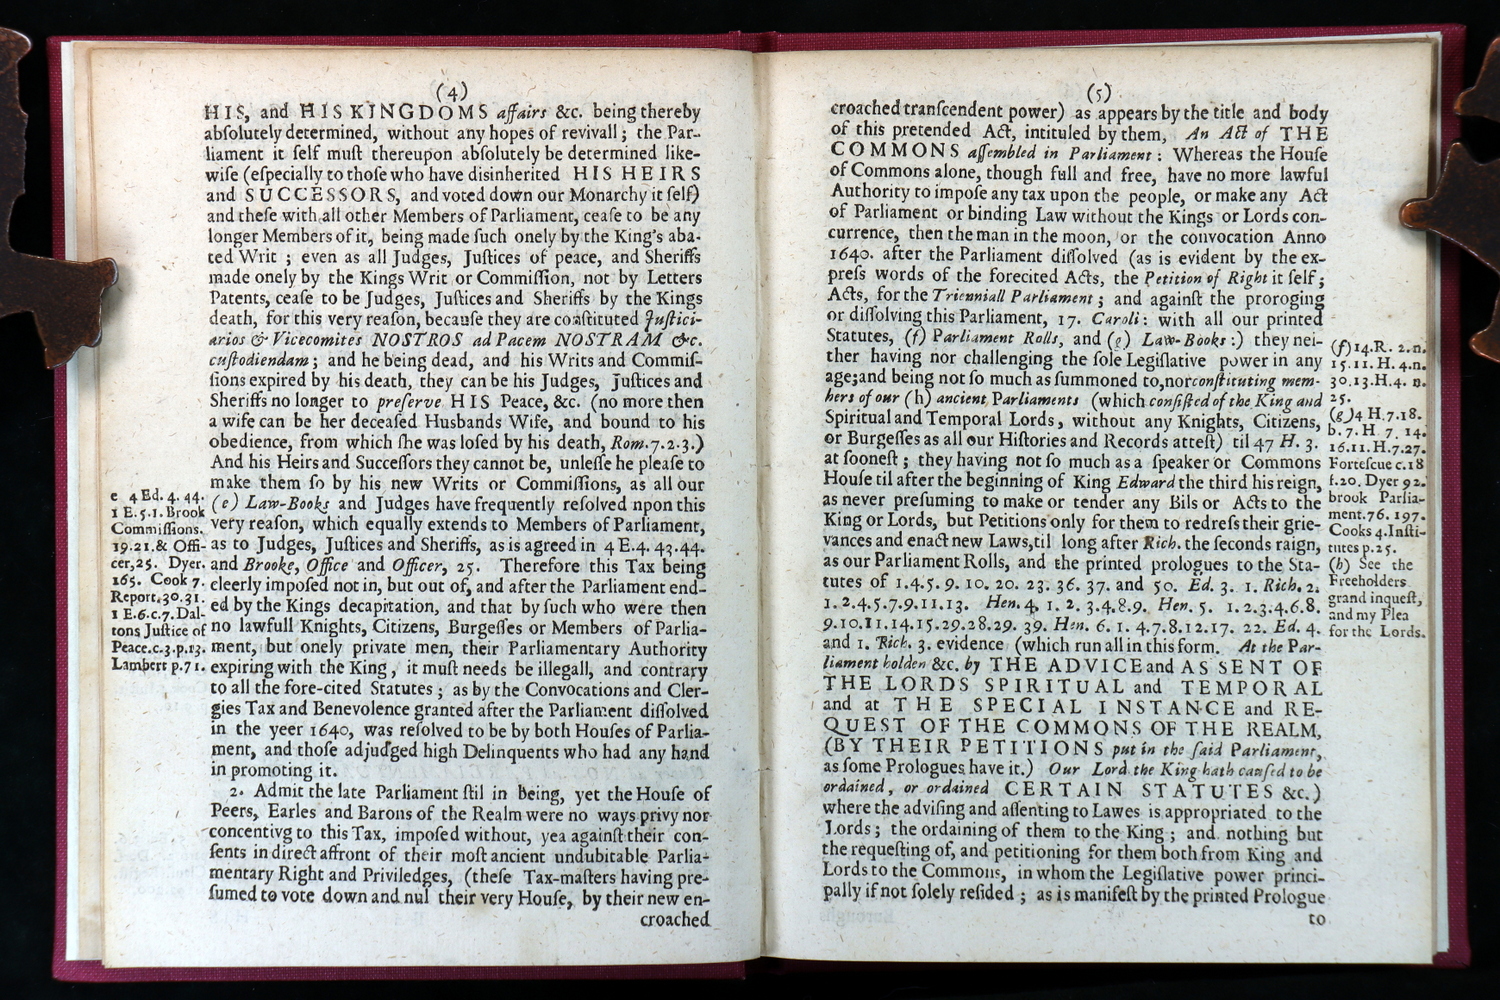 (4)
HIS, and HIS KINGDOMS affairs &c. being thereby
absolutely determined, without any hopes of revivall; the Par-
liament it self must thereupon absolutely be determined like-
wise (especially to those who have disinherited HIS HEIRS
and SUCCESSORS, and voted down our Monarchy it self)
and these with all other Members of Parliament, cease to be any
longer Members of it, being made such onely by the King's aba-
ted Writ; even as all Judges, Justices of peace, and Sheriffs
made onely by the Kings Writ or Commission, not by Letters
Patents, cease to be Judges, Justices and Sheriffs by the Kings
death, for this very reason, because they are constituted Justici-
arios & Vicecomites NOSTROS ad Pacem NOSTRAM &c.
custodiendam; and he being dead, and his Writs and Commis-
sions expired by his death, they can be his Judges, Justices and
Sheriffs no longer to preserve HIS Peace, &c. (no more then
a wife can be her deceased Husbands Wife, and bound to his
obedience, from which she was losed by his death, Rom.7.2.3.)
And his Heirs and Successors they cannot be, unlesse he please to
make them so by his new Writs or Commissions, as all our
(e) Law-Books and Judges have frequently resolved npon this
very reason, which equally extends to Members of Parliament,
as to Judges, Justices and Sheriffs, as is agreed in 4 E.4. 43.44.
and Brooke, Office and Officer, 25. Therefore this Tax being
cleerly imposed not in, but out of, and after the Parliament end-
ed by the Kings decapitation, and that by such who were then
no lawfull Knights, Citizens, Burgesses or Members of Parlia-
ment, but onely private men, their Parliamentary Authority
expiring with the King, it must needs be illegall, and contrary
to all the fore-cited Statutes; as by the Convocations and Cler-
gies Tax and Benevolence granted after the Parliament dissolved
in the yeer 1640, was resolved to be by both Houses of Parlia-
ment, and those adjudged high Delinquents who had any hand
in promoting it.
2. Admit the late Parliament stil in being, yet the House of
Peers, Earles and Barons of the Realm were no ways privy nor
concentivg to this Tax, imposed without, yea against their con-
sents in direct affront of their most ancient undubitable Parlia-
mentary Right and Priviledges, (these Tax-masters having pre-
sumed to vote down and nul their very House, by their new en-
croached
e 4 Ed. 4. 44.
1 E.5.1. Brook
Commissions.
19.21.& Offi-
cer,25. Dyer.
165. Cook 7.
Report.30.31.
1 E.6.c.7.Dal-
tons Justice of
Peace.c.3.p.13.
Lambert p.71.
(5)
croached transcendent power) as appears by the title and body
of this pretended Act, intituled by them, An Act of THE
COMMONS assembled in Parliament: Whereas the House
of Commons alone, though full and free, have no more lawful
Authority to impose any tax upon the people, or make any Act
of Parliament or binding Law without the Kings or Lords con-
currence, then the man in the moon, or the convocation Anno
1640. after the Parliament dissolved (as is evident by the ex-
press words of the forecited Acts, the Petition of Right it self;
Acts, for the Triennial Parliament; and against the proroging
or dissolving this Parliament, 17. Caroli: with all our printed
Statutes, (f) Parliament Rolls, and (g) Law-Books:) they nei-
ther having nor challenging the sole Legislative power in any
age; and being not so much as summoned to, nor constituting mem-
bers of our (h) ancient Parliaments (which consisted of the King and
Spiritual and Temporal Lords, without any Knights, Citizens,
or Burgesses as all our Histories and Records attest) til 47 H. 3.
at soonest; they having not so much as a speaker or Commons
House til after the beginning of King Edward the third his reign,
as never presuming to make or tender any Bils or Acts to the
King or Lords, but Petitions only for them to redress their grie-
vances and enact new Laws, til long after Rich. the seconds raign,
as our Parliament Rolls, and the printed prologues to the Sta-
tutes of 1.4.5. 9. 10. 20. 23. 36. 37. and 50. Ed. 3. 1. Rich. 2.
1. 2.4.5.7.9.11.13. Hen. 4. 1. 2. 3.4.8.9. Hen. 5. 1. 2.3.4.6.8.
9.10.11.14.15.29.28.29. 39. Hen. 6. 1. 4.7.8.12.17. 22. Ed. 4.
and 1. Rich. 3. evidence (which run all in this form. At the Par-
liament holden &c. by THE ADVICE and ASSENT OF
THE LORDS SPIRITUAL and TEMPORAL
and at THE SPECIAL INSTANCE and RE-
QUEST OF THE COMMONS OF THE REALM,
(BY THEIR PETITIONS put in the said Parliament,
as some Prologues have it.) Our Lord the King hath caused to be
ordained, or ordained CERTAIN STATUTES &c.)
where the advising and assenting to Lawes is appropriated to the
Lords; the ordaining of them to the King; and nothing but
the requesting of, and petitioning for them both from King and
Lords to the Commons, in whom the Legislative power princi-
pally if not solely resided; as is manifest by the printed Prologue
to
(f) 14.R. 2.n.
15.11. H. 4.n.
30.13.H.4. n.
25.
(g) 4 H.7.18.
b. 7. H 7. 14.
16.11.H.7.27.
Fortescue c.18
f.20. Dyer 92.
brook Parlia-
ment.76. 197.
Cooks 4. Insti-
tutes p.25.
(h) See the
Freeholders
grand inquest,
and my Plea
for the Lords.